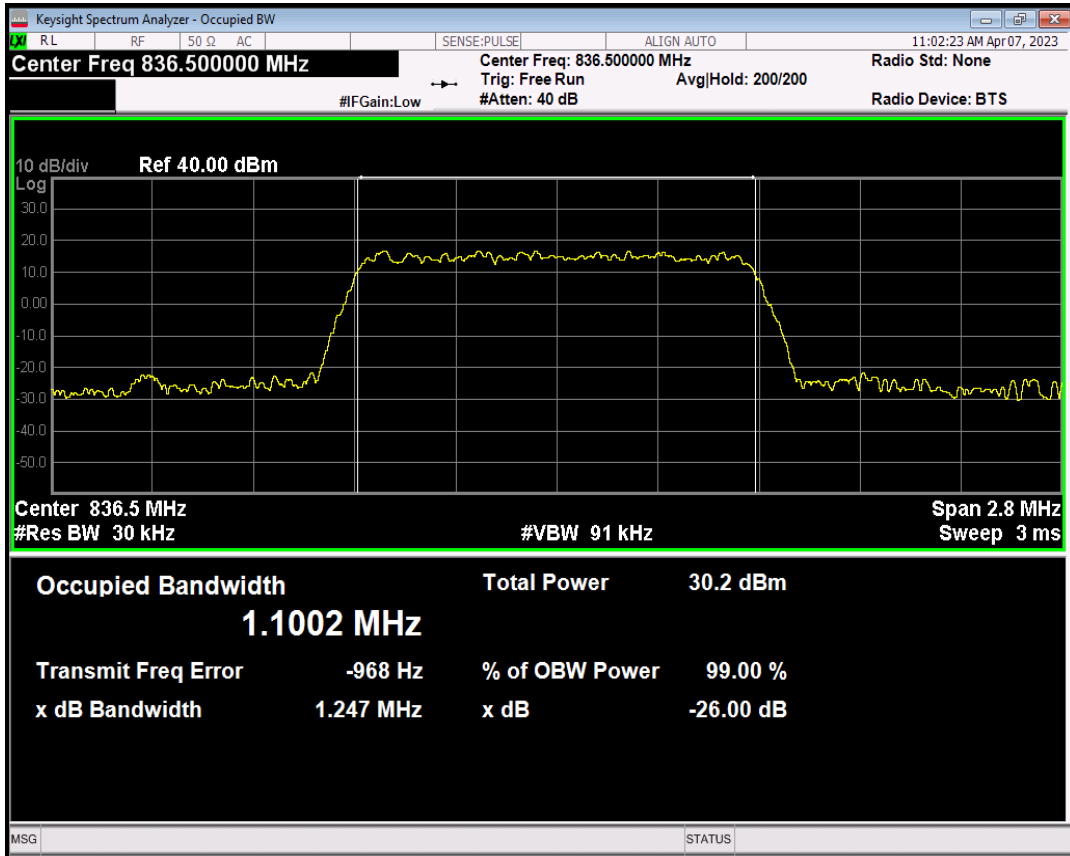 Keysight Spectrum Analyzer - Occupied BW
LXI RL RF 50 Ω AC SENSE:PULSE ALIGN AUTO 11:02:23 AM Apr 07, 2023
Center Freq 836.500000 MHz Center Freq: 836.500000 MHz Radio Std: None
Trig: Free Run Avg|Hold: 200/200
#IFGain:Low #Atten: 40 dB Radio Device: BTS
10 dB/div Ref 40.00 dBm
Log
30.0
20.0
10.0
0.00
-10.0
-20.0
-30.0
-40.0
-50.0
Center 836.5 MHz Span 2.8 MHz
#Res BW 30 kHz #VBW 91 kHz Sweep 3 ms
Occupied Bandwidth Total Power 30.2 dBm
1.1002 MHz
Transmit Freq Error -968 Hz % of OBW Power 99.00 %
x dB Bandwidth 1.247 MHz x dB -26.00 dB
MSG STATUS